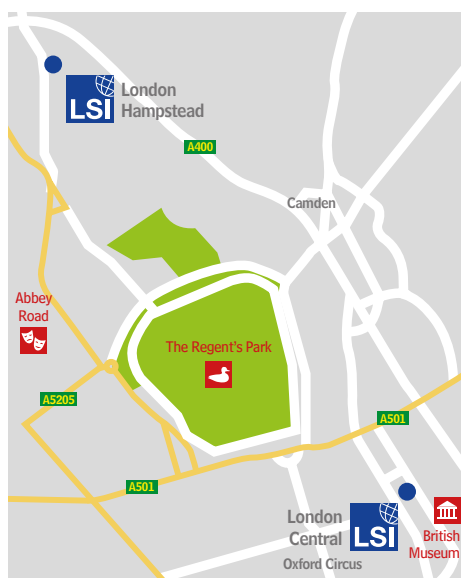 London
Hampstead
LSI
A400
Camden
Abbey
Road
The Regent's Park
A5205
A501
A501
London
Central
LSI
Oxford Circus
British
Museum